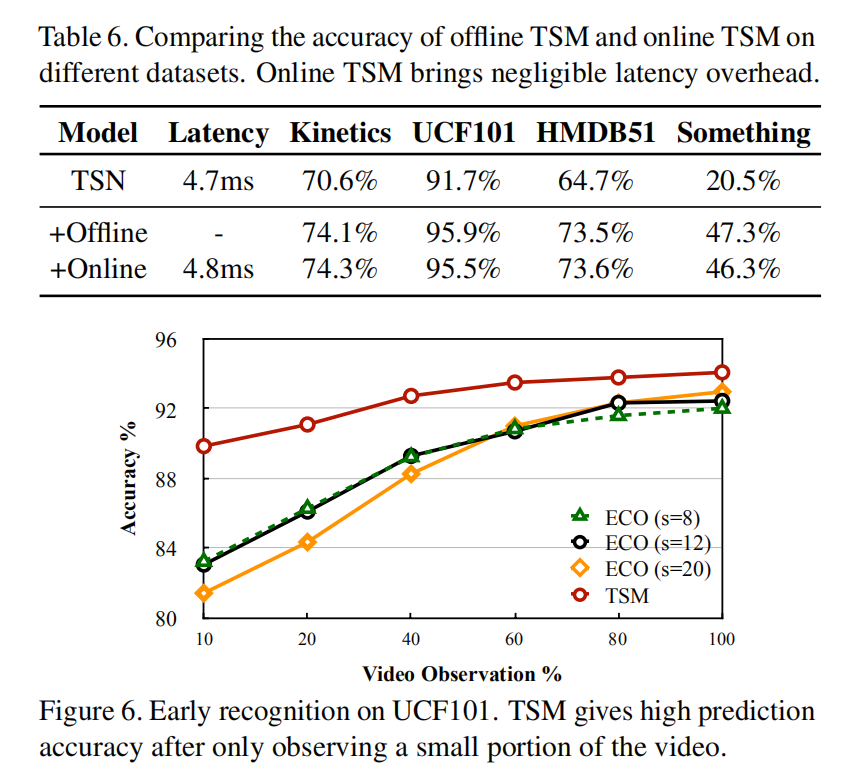 Table 6. Comparing the accuracy of offline TSM and online TSM on
different datasets. Online TSM brings negligible latency overhead.
Model Latency Kinetics UCF101 HMDB51 Something
TSN 4.7ms 70.6% 91.7% 64.7% 20.5%
+Offline - 74.1% 95.9% 73.5% 47.3%
+Online 4.8ms 74.3% 95.5% 73.6% 46.3%
96
92
88
84
80
Accuracy %
ECO (s=8)
ECO (s=12)
ECO (s=20)
TSM
10 20 40 60 80 100
Video Observation %
Figure 6. Early recognition on UCF101. TSM gives high prediction
accuracy after only observing a small portion of the video.